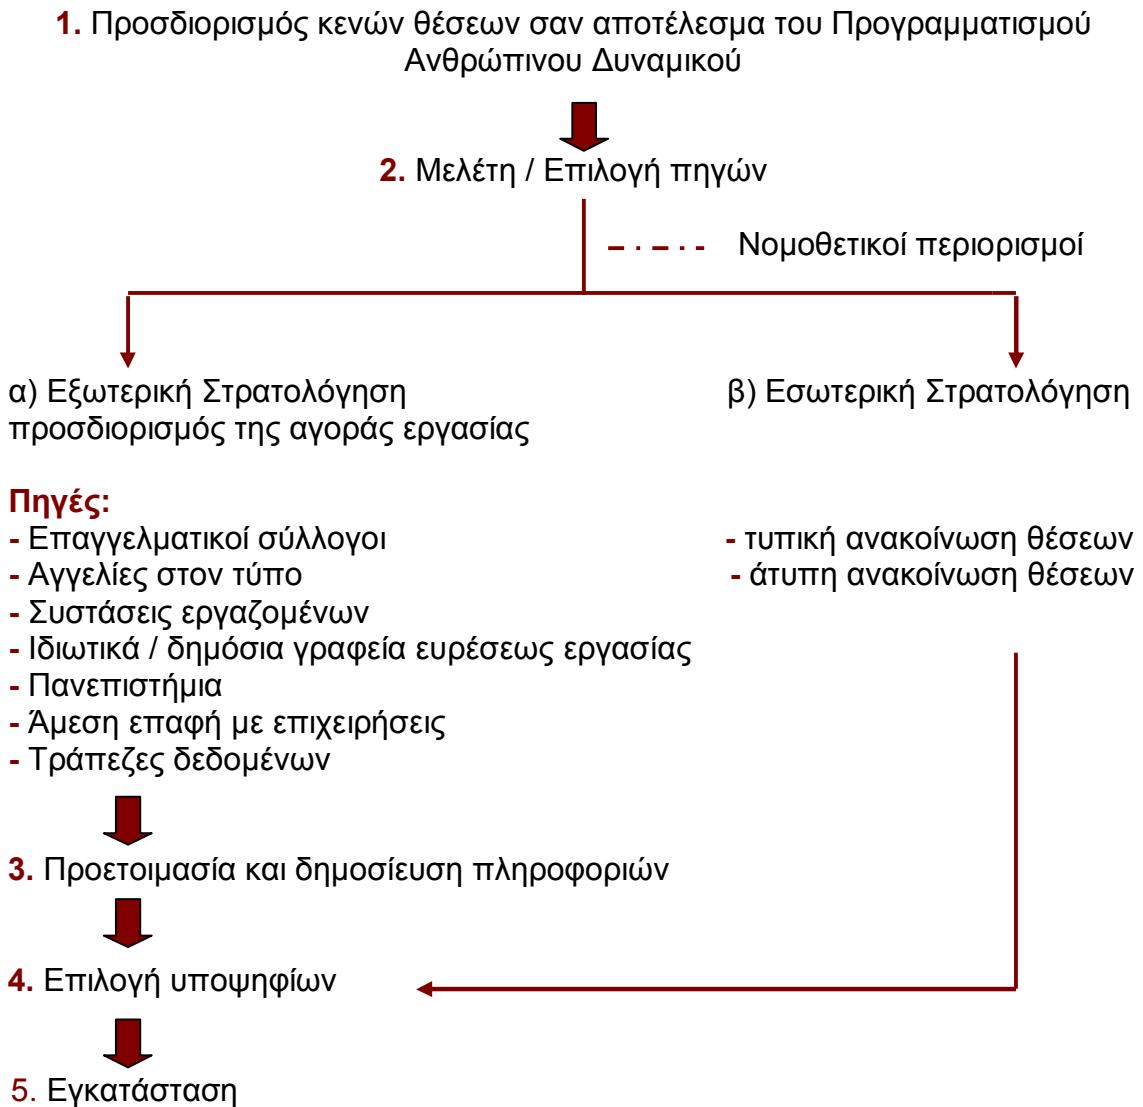 1. Προσδιορισμός κενών θέσεων σαν αποτέλεσμα του Προγραμματισμού
Ανθρώπινου Δυναμικού
2. Μελέτη / Επιλογή πηγών
Νομοθετικοί περιορισμοί
α) Εξωτερική Στρατολόγηση
προσδιορισμός της αγοράς εργασίας
β) Εσωτερική Στρατολόγηση
Πηγές:
- Επαγγελματικοί σύλλογοι
- Αγγελίες στον τύπο
- Συστάσεις εργαζομένων
- Ιδιωτικά / δημόσια γραφεία ευρέσεως εργασίας
- Πανεπιστήμια
- Άμεση επαφή με επιχειρήσεις
- Τράπεζες δεδομένων
- τυπική ανακοίνωση θέσεων
- άτυπη ανακοίνωση θέσεων
3. Προετοιμασία και δημοσίευση πληροφοριών
4. Επιλογή υποψηφίων
5. Εγκατάσταση